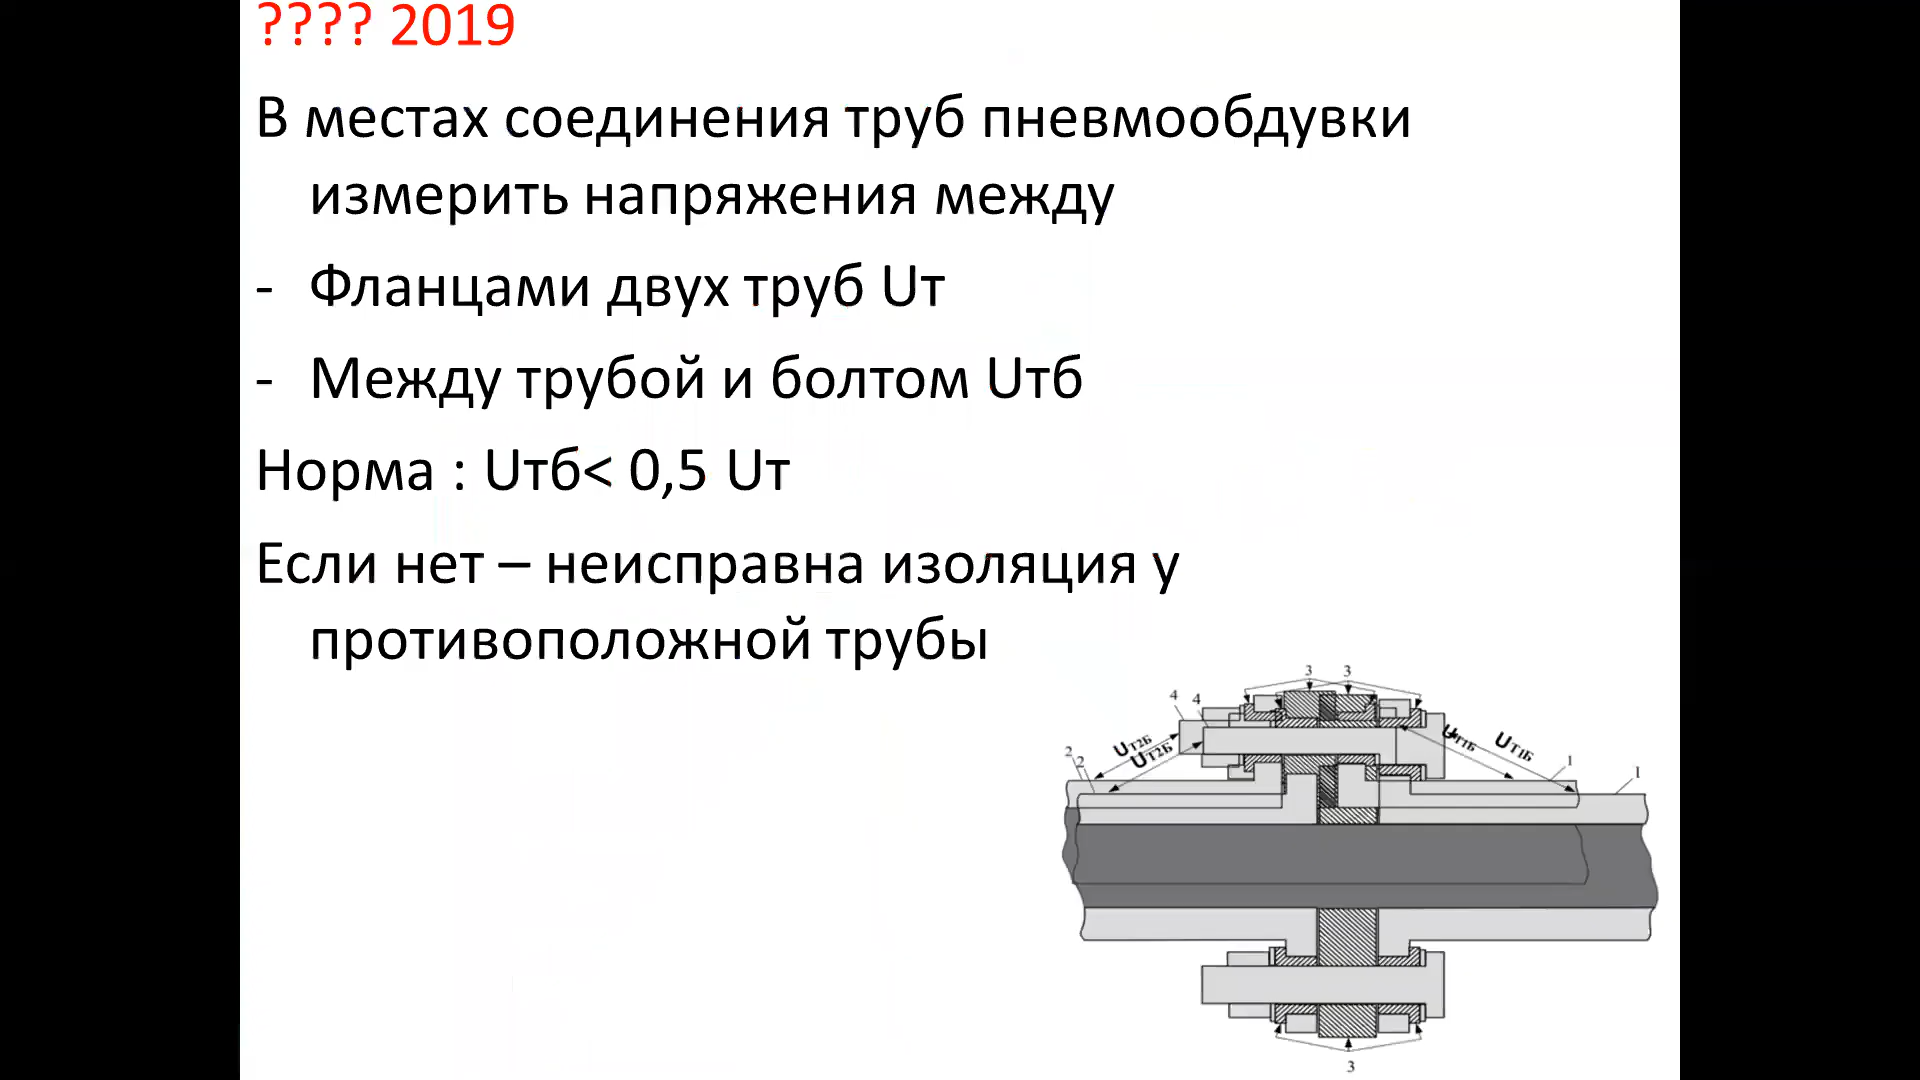 ???? 2019
В местах соединения труб пневмообдувки
измерить напряжения между
- Фланцами двух труб Uт
- Между трубой и болтом Uтб
Норма : Uтб< 0,5 Uт
Если нет – неисправна изоляция у
противоположной трубы
3 3
4 4
UТ2Б UТ2Б UТ1Б UТ1Б
2 2 1 1
3